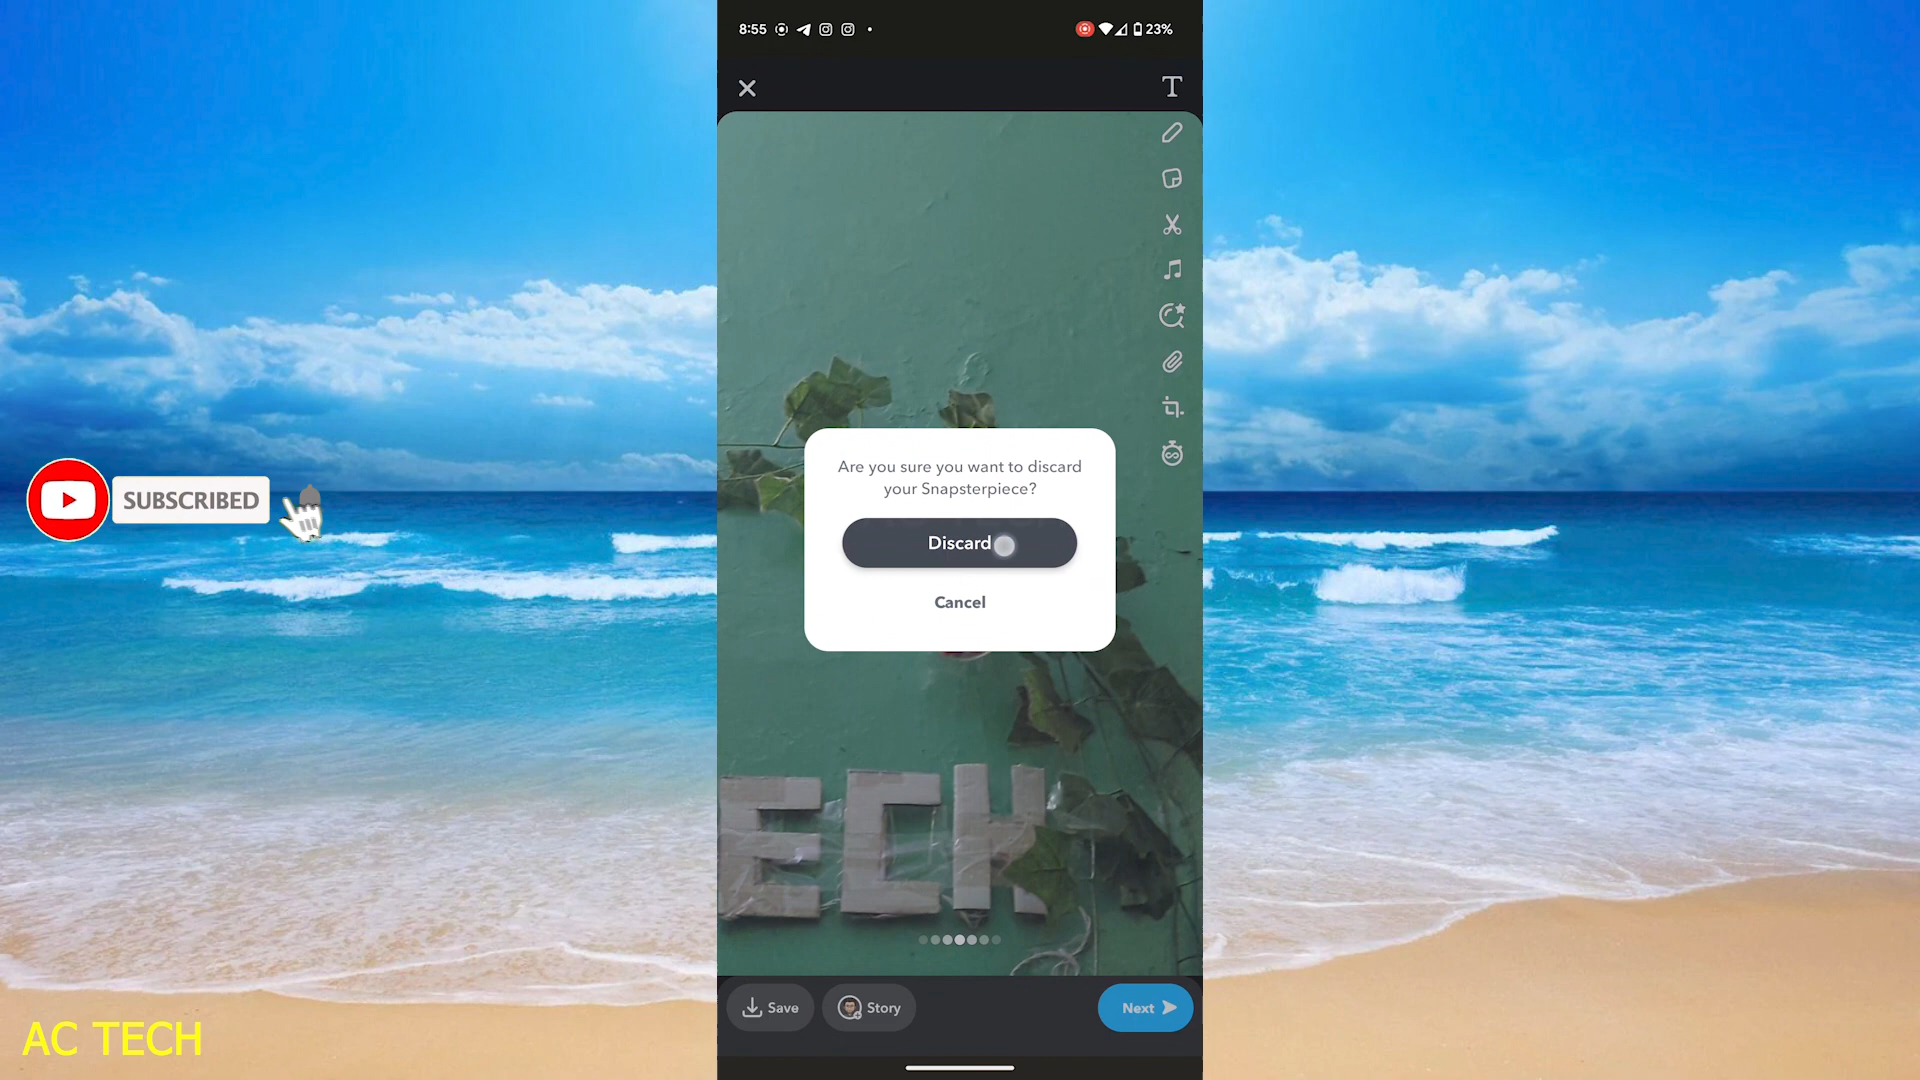 8:55
23%
T
Are you sure you want to discard
your Snapsterpiece?
Discard
Cancel
SUBSCRIBED
ECH
Save
Story
Next
AC TECH